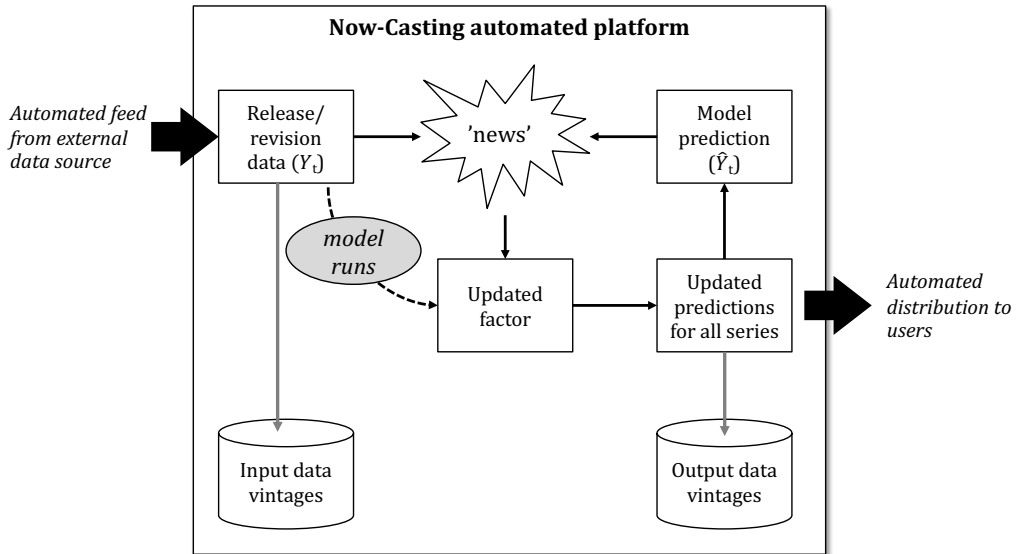 Now-Casting automated platform
Automated feed
from external
data source
Release/
revision
data (Yt)
'news'
Model
prediction
(Ŷt)
model
runs
Updated
factor
Updated
predictions
for all series
Automated
distribution to
users
Input data
vintages
Output data
vintages